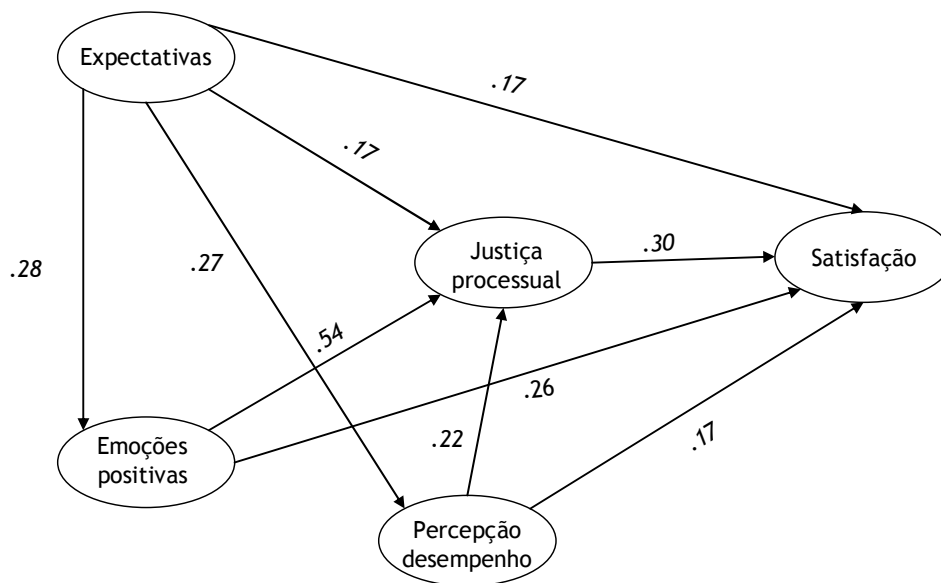 Expectativas
.17
.17
Justiça
processual
.30
Satisfação
.28
.27
.54
.26
.22
.17
Emoções
positivas
Percepção
desempenho